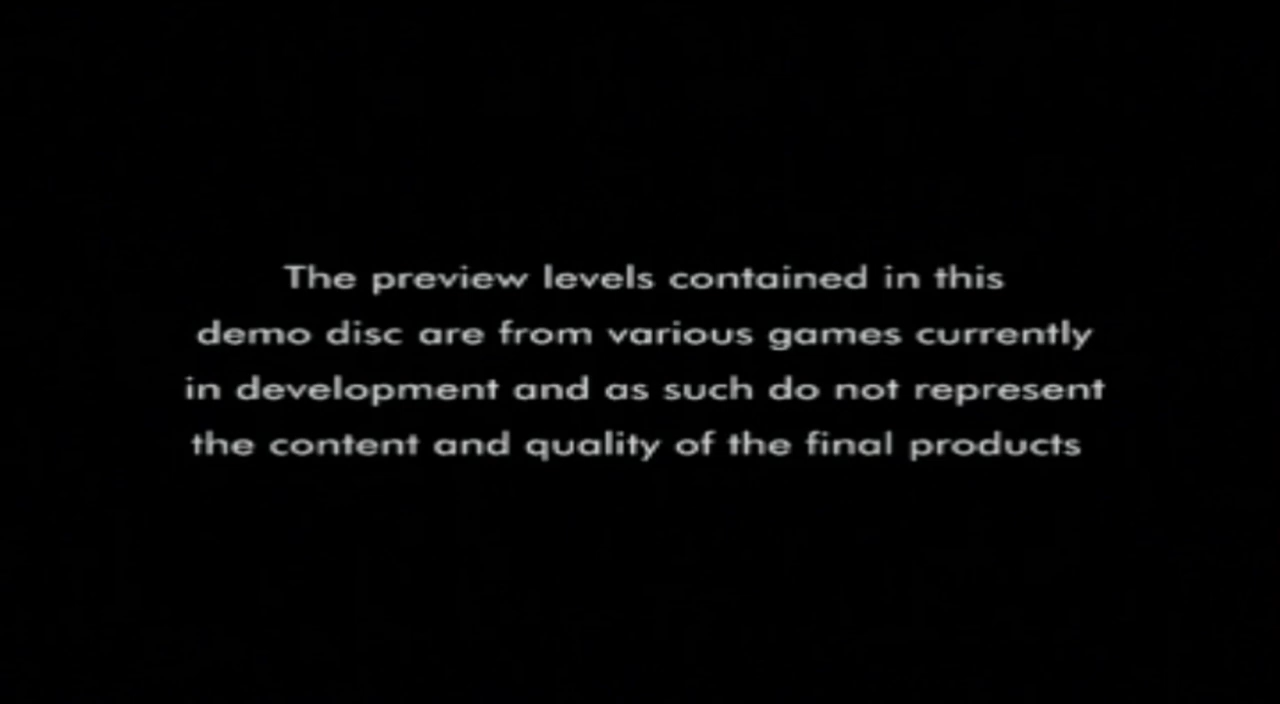 The preview levels contained in this
demo disc are from various games currently
in development and as such do not represent
the content and quality of the final products